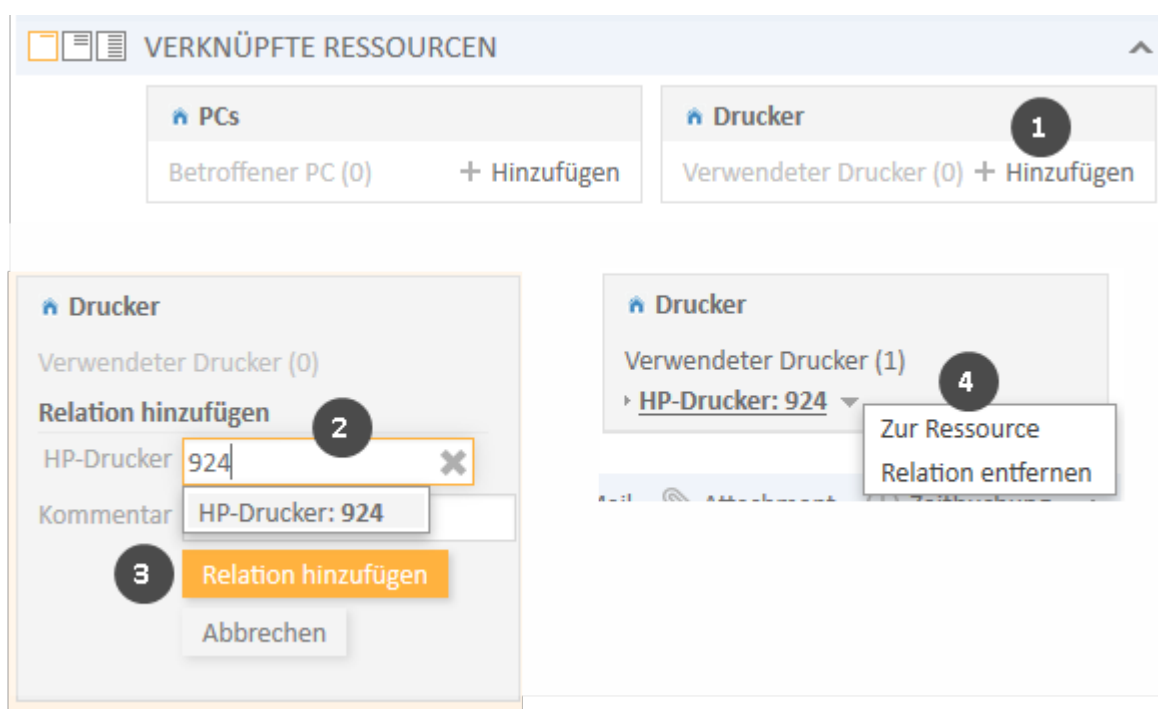 VERKNÜPFTE RESSOURCEN
PCs
Betroffener PC (0) + Hinzufügen
Drucker
1
Verwendeter Drucker (0) + Hinzufügen
Drucker
Verwendeter Drucker (0)
Relation hinzufügen
2
HP-Drucker 924
Kommentar HP-Drucker: 924
3 Relation hinzufügen
Abbrechen
Drucker
Verwendeter Drucker (1)
4
HP-Drucker: 924
Zur Ressource
Relation entfernen